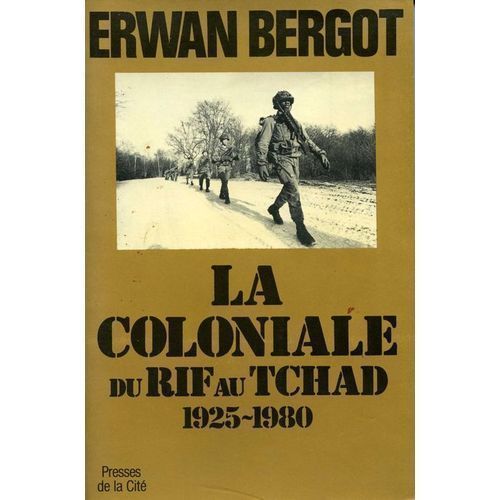 ERWAN BERGOT
LA
COLONIALE
DU RIF AU TCHAD
1925~1980
Presses
de la Cité